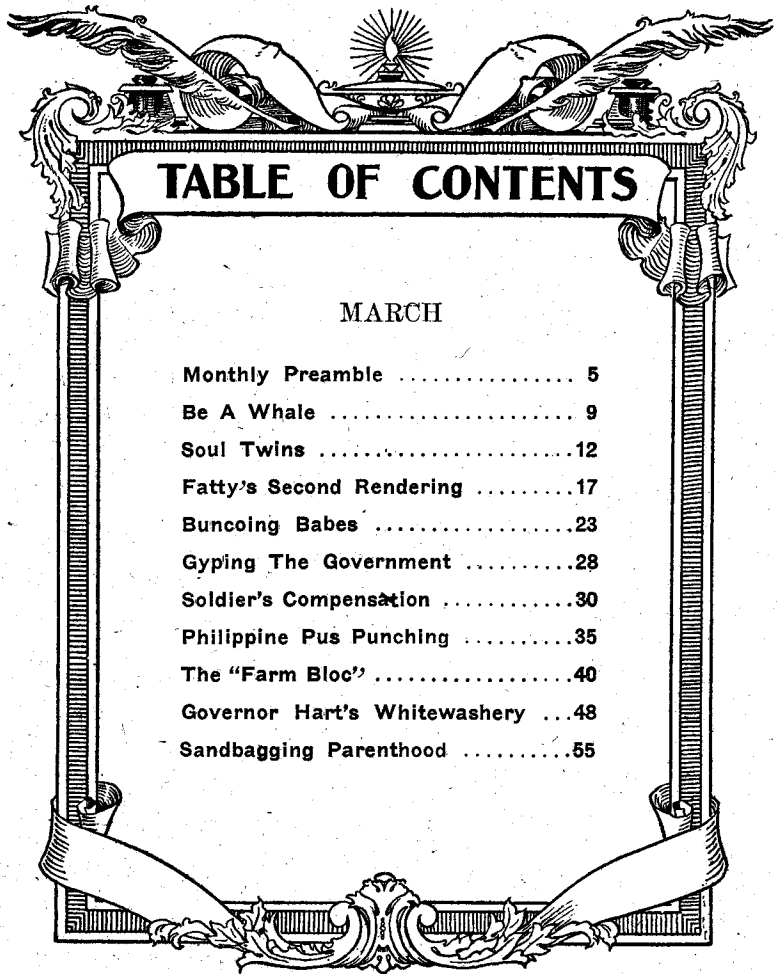 TABLE OF CONTENTS
MARCH
Monthly Preamble ................ 5
Be A Whale ...................... 9
Soul Twins .......................12
Fatty's Second Rendering .........17
Buncoing Babes ..................23
Gyping The Government ..........28
Soldier's Compensation ............30
Philippine Pus Punching ..........35
The "Farm Bloc" ..................40
Governor Hart's Whitewashery ...48
Sandbagging Parenthood ..........55